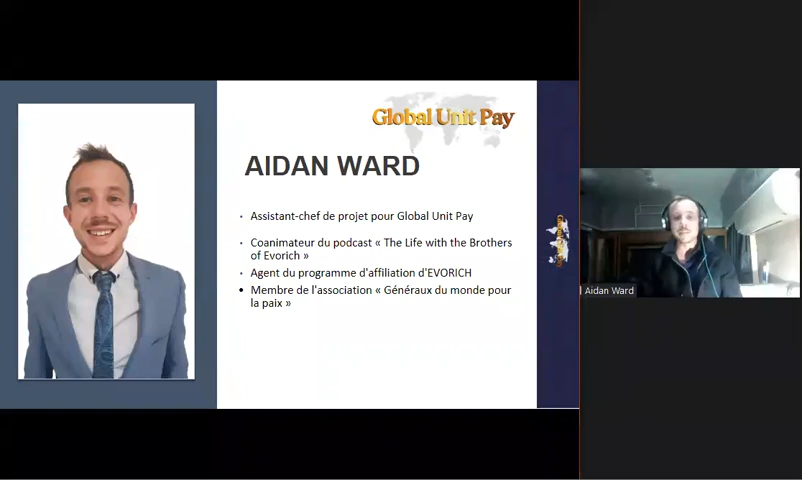 Global Unit Pay
AIDAN WARD
• Assistant-chef de projet pour Global Unit Pay
• Coanimateur du podcast « The Life with the Brothers
of Evorich »
• Agent du programme d'affiliation d'EVORICH
• Membre de l'association « Généraux du monde pour
la paix »
Aidan Ward